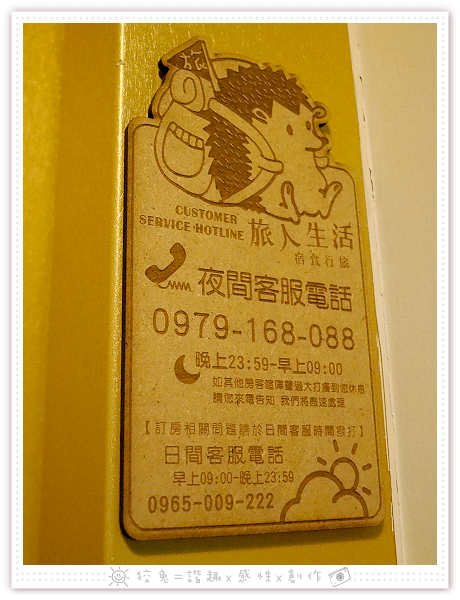 旅
CUSTOMER
SERVICE·HOTLINE
旅人生活
宿食行旅
夜間客服電話
0979-168-088
晚上23:59-早上09:00
如其他房客喧嘩聲過大打擾到您休息
請您來電告知 我們將盡速處理
【訂房相關問題請於日間客服時間撥打】
日間客服電話
早上09:00-晚上23:59
0965-009-222
狡兔=諧趣x感性x創作